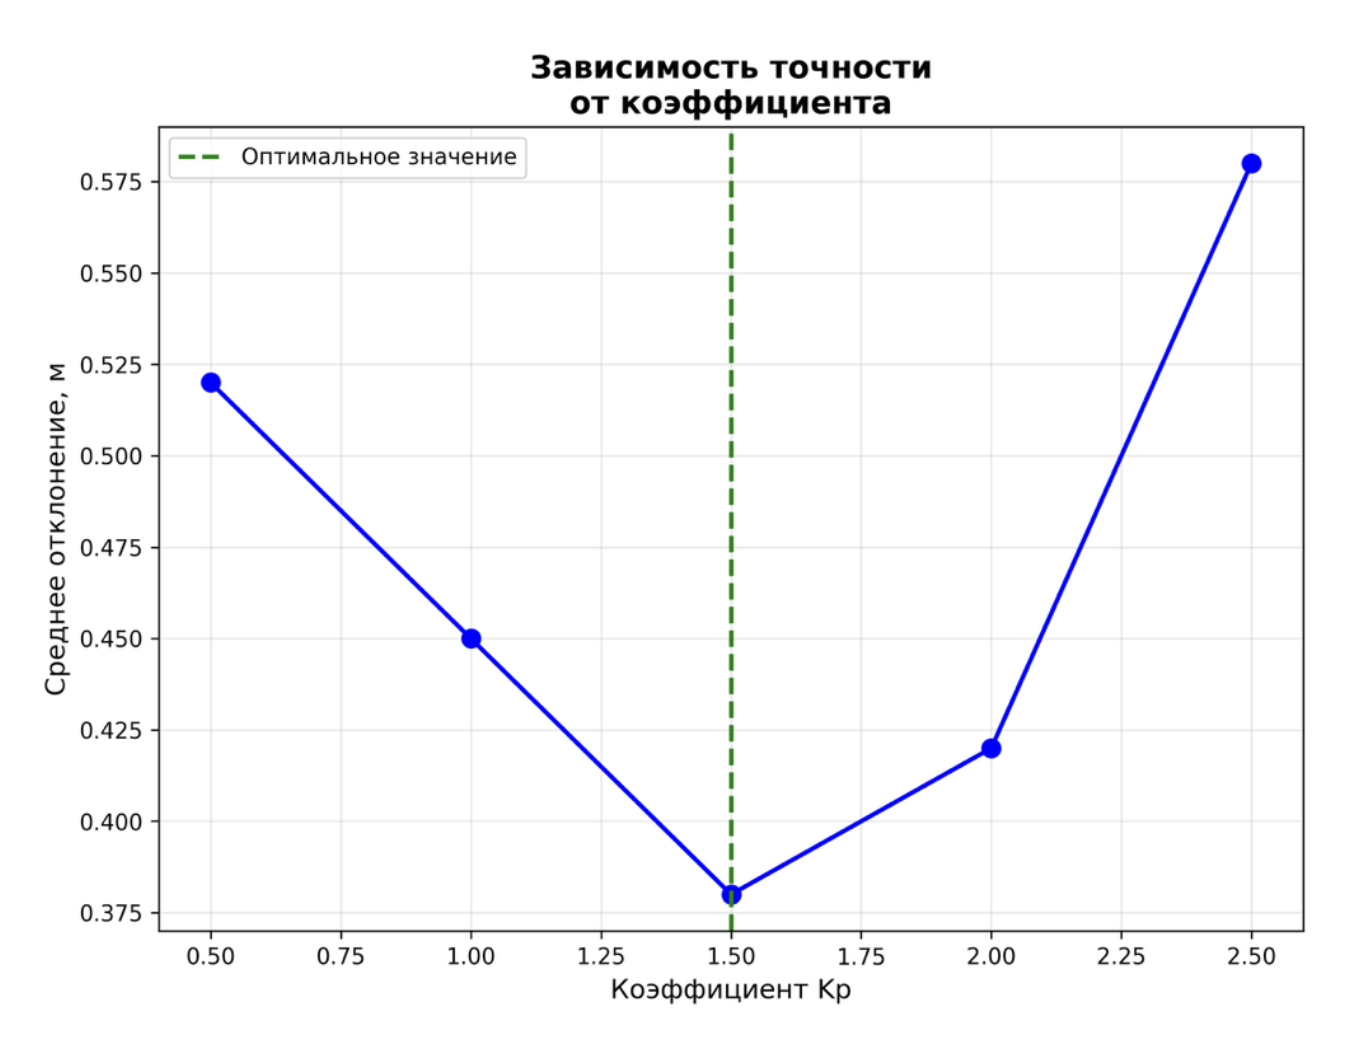 Зависимость точности
от коэффициента
Оптимальное значение
0.575
0.550
0.525
0.500
0.475
0.450
0.425
0.400
0.375
Среднее отклонение, м
0.50 0.75 1.00 1.25 1.50 1.75 2.00 2.25 2.50
Коэффициент Kp